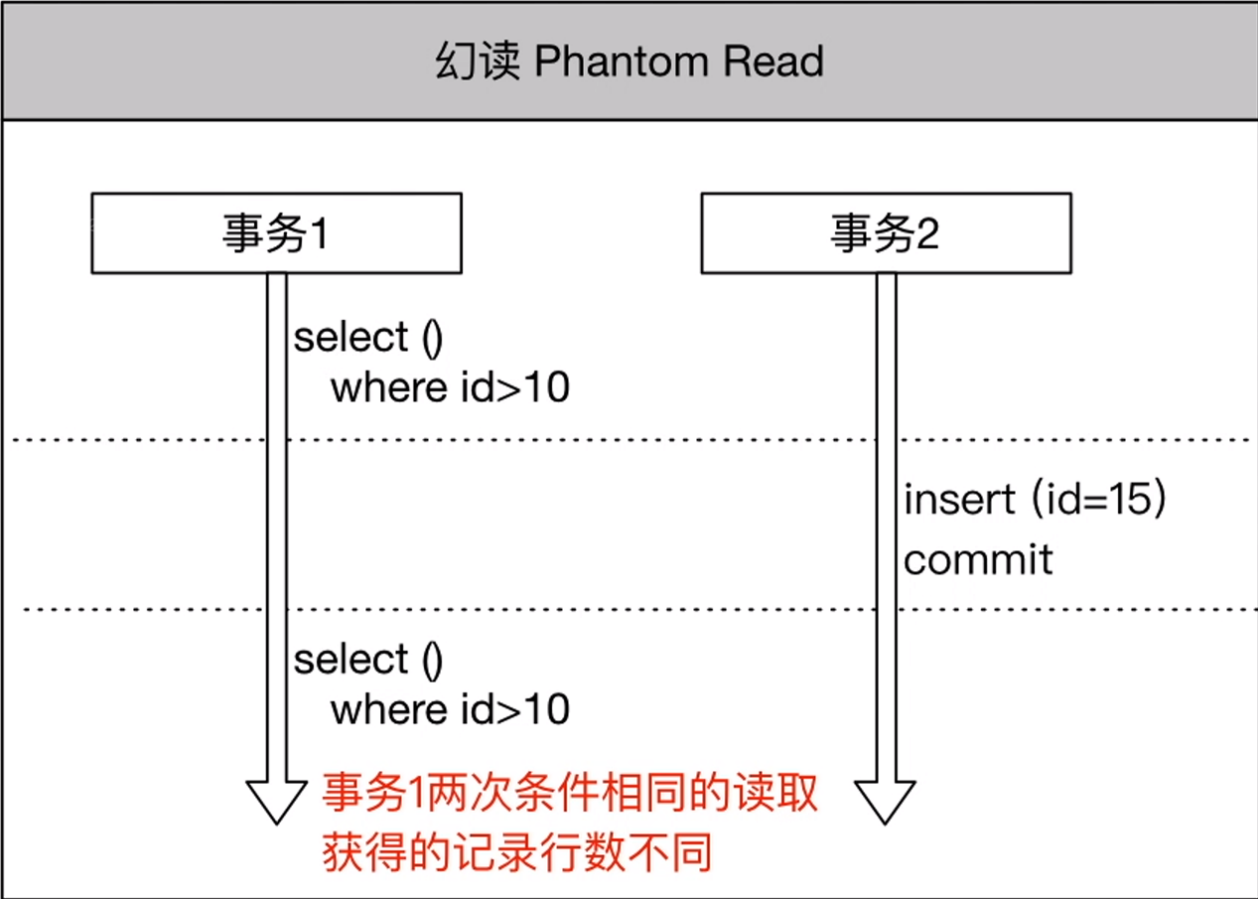 幻读 Phantom Read
事务1
事务2
select ()
where id>10
insert (id=15)
commit
select ()
where id>10
事务1两次条件相同的读取
获得的记录行数不同